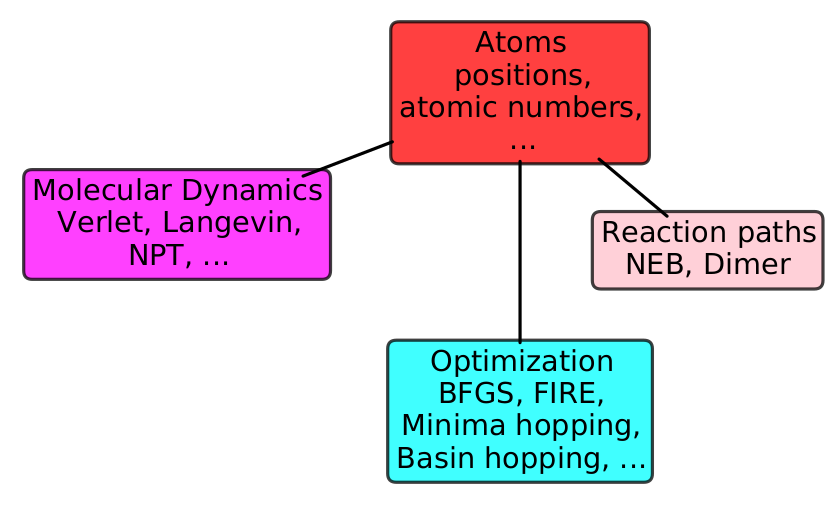 Atoms
positions,
atomic numbers,
...
Molecular Dynamics
Verlet, Langevin,
NPT, ...
Reaction paths
NEB, Dimer
Optimization
BFGS, FIRE,
Minima hopping,
Basin hopping, ...